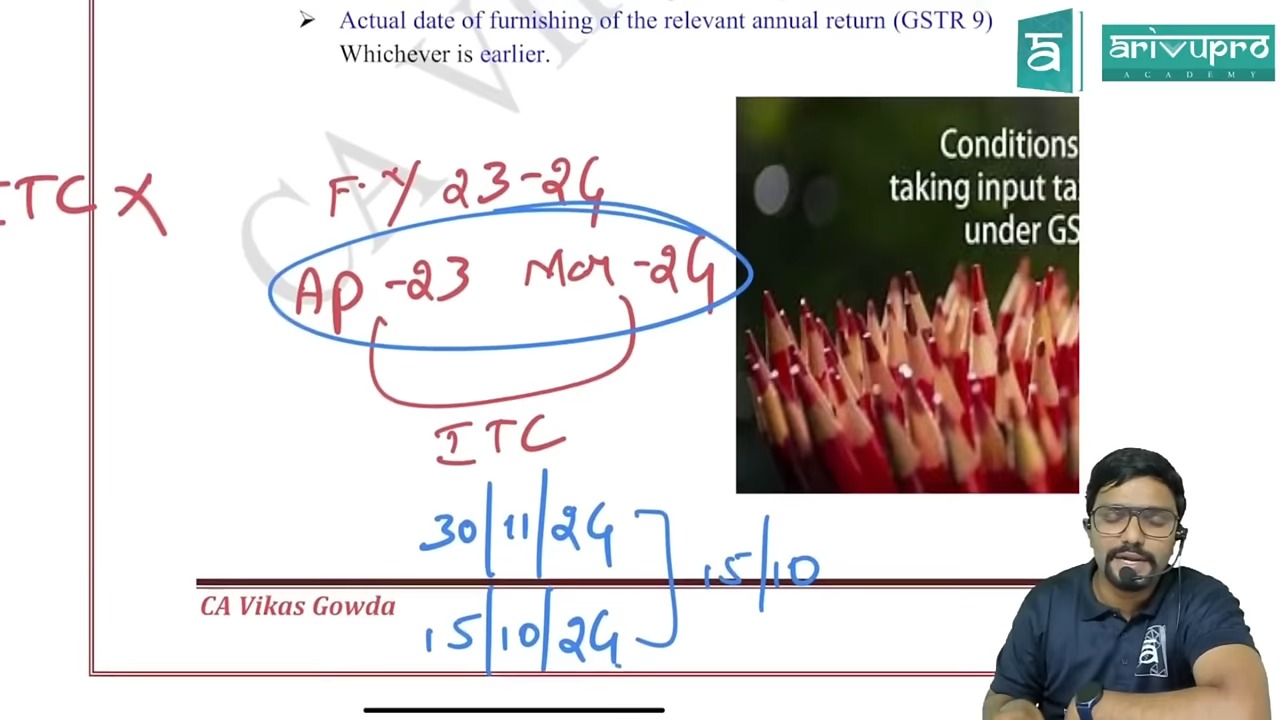 ➤ Actual date of furnishing of the relevant annual return (GSTR 9)
Whichever is earlier.
arivupro
ACADEMY
Conditions
taking input ta
under GS
ITC X
F.Y 23-24
Ap -23 Mar -24
ITC
30/11/24
15/10/24
15/10
CA Vikas Gowda